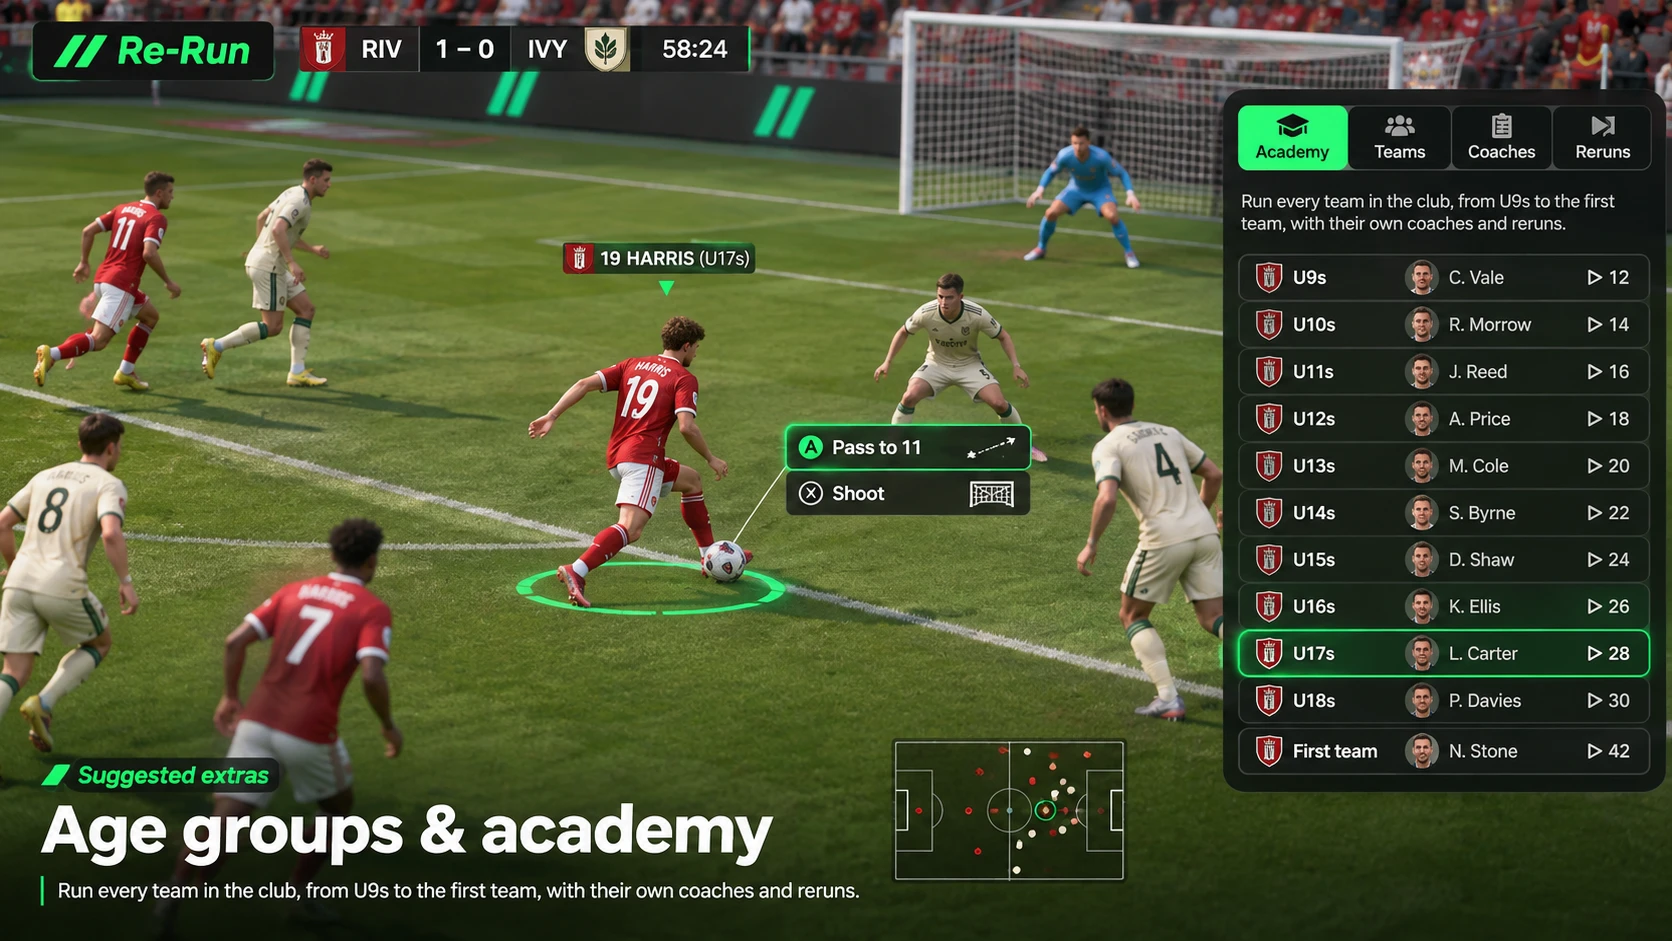 Re-Run
RIV 1 – 0 IVY 58:24
11
19 HARRIS (U17s)
HARRIS
19
A Pass to 11
X Shoot
8
7
4
Academy
Teams
Coaches
Reruns
Run every team in the club, from U9s to the first
team, with their own coaches and reruns.
U9s C. Vale 12
U10s R. Morrow 14
U11s J. Reed 16
U12s A. Price 18
U13s M. Cole 20
U14s S. Byrne 22
U15s D. Shaw 24
U16s K. Ellis 26
U17s L. Carter 28
U18s P. Davies 30
First team N. Stone 42
Suggested extras
Age groups & academy
Run every team in the club, from U9s to the first team, with their own coaches and reruns.